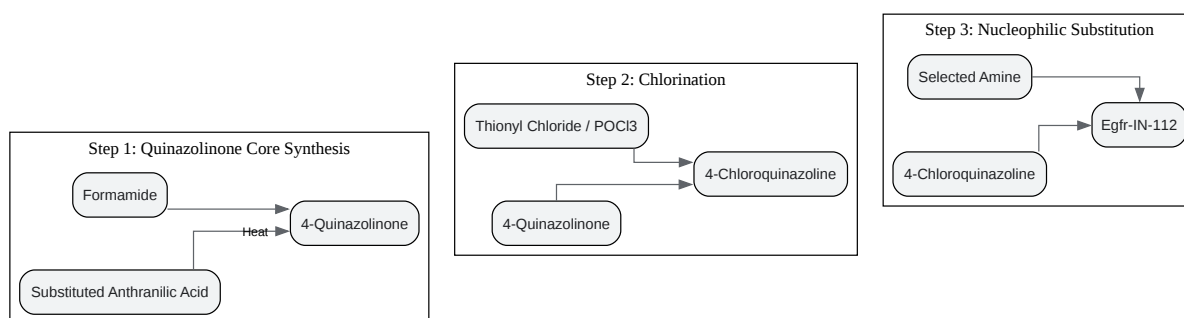 Step 1: Quinazolinone Core Synthesis
Formamide
4-Quinazolinone
Heat
Substituted Anthranilic Acid
Step 2: Chlorination
Thionyl Chloride / POCl3
4-Chloroquinazoline
4-Quinazolinone
Step 3: Nucleophilic Substitution
Selected Amine
Egfr-IN-112
4-Chloroquinazoline